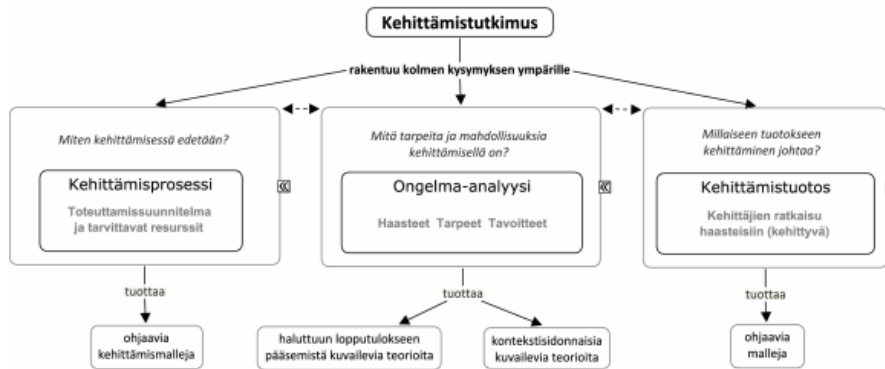 Kehittämistutkimus
rakentuu kolmen kysymyksen ympärille
Miten kehittämisessä edetään?
Kehittämisprosessi
Toteuttamissuunnitelma
ja tarvittavat resurssit
Mitä tarpeita ja mahdollisuuksia
kehittämisellä on?
Ongelma-analyysi
Haasteet Tarpeet Tavoitteet
Millaiseen tuotokseen
kehittäminen johtaa?
Kehittämistuotos
Kehittäjien ratkaisu
haasteisiin (kehittyvä)
tuottaa
tuottaa
tuottaa
ohjaavia
kehittämismalleja
haluttuun lopputulokseen
pääsemistä kuvailevia teorioita
kontekstisidonnaisia
kuvailevia teorioita
ohjaavia
malleja